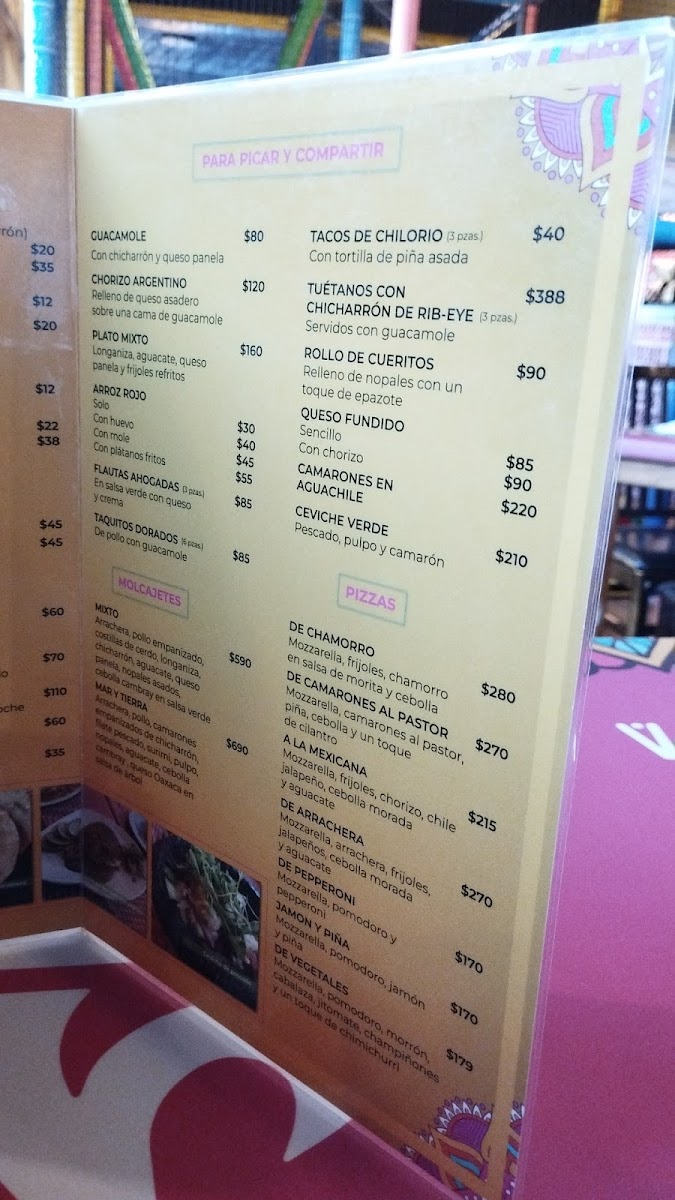 rón)
$20
$35
$12
$20
$12
$22
$38
$45
$45
$60
$70
$110
oche
$60
$35
PARA PICAR Y COMPARTIR
GUACAMOLE $80
Con chicharrón y queso panela
CHORIZO ARGENTINO $120
Relleno de queso asadero
sobre una cama de guacamole
PLATO MIXTO $160
Longaniza, aguacate, queso
panela y frijoles refritos
ARROZ ROJO
Solo $30
Con huevo $40
Con mole $45
Con plátanos fritos $55
FLAUTAS AHOGADAS (3 pzas.) $85
En salsa verde con queso
y crema
TAQUITOS DORADOS (6 pzas.) $85
De pollo con guacamole
MOLCAJETES
MIXTO $590
Arrachera, pollo empanizado,
costillas de cerdo, longaniza,
chicharrón, aguacate, queso
panela, nopales asados,
cebolla cambray en salsa verde
MAR Y TIERRA $690
Arrachera, pollo, camarones
empanizados de chicharrón,
filete pescado, surimi, pulpo,
nopales, aguacate, cebolla
cambray , queso Oaxaca en
salsa de árbol
TACOS DE CHILORIO (3 pzas.) $40
Con tortilla de piña asada
TUÉTANOS CON $388
CHICHARRÓN DE RIB-EYE (3 pzas.)
Servidos con guacamole
ROLLO DE CUERITOS $90
Relleno de nopales con un
toque de epazote
QUESO FUNDIDO
Sencillo $85
Con chorizo $90
CAMARONES EN $220
AGUACHILE
CEVICHE VERDE $210
Pescado, pulpo y camarón
PIZZAS
DE CHAMORRO $280
Mozzarella, frijoles, chamorro
en salsa de morita y cebolla
DE CAMARONES AL PASTOR $270
Mozzarella, camarones al pastor,
piña, cebolla y un toque
de cilantro
A LA MEXICANA $215
Mozzarella, frijoles, chorizo, chile
jalapeño, cebolla morada
y aguacate
DE ARRACHERA $270
Mozzarella, arrachera, frijoles,
jalapeños, cebolla morada
y aguacate
DE PEPPERONI $170
Mozzarella, pomodoro y
pepperoni
JAMON Y PIÑA $170
Mozzarella, pomodoro, jamón
y piña
DE VEGETALES $179
Mozzarella, pomodoro, morrón,
cabalaza, jitomate, champiñones
y un toque de chimichurri